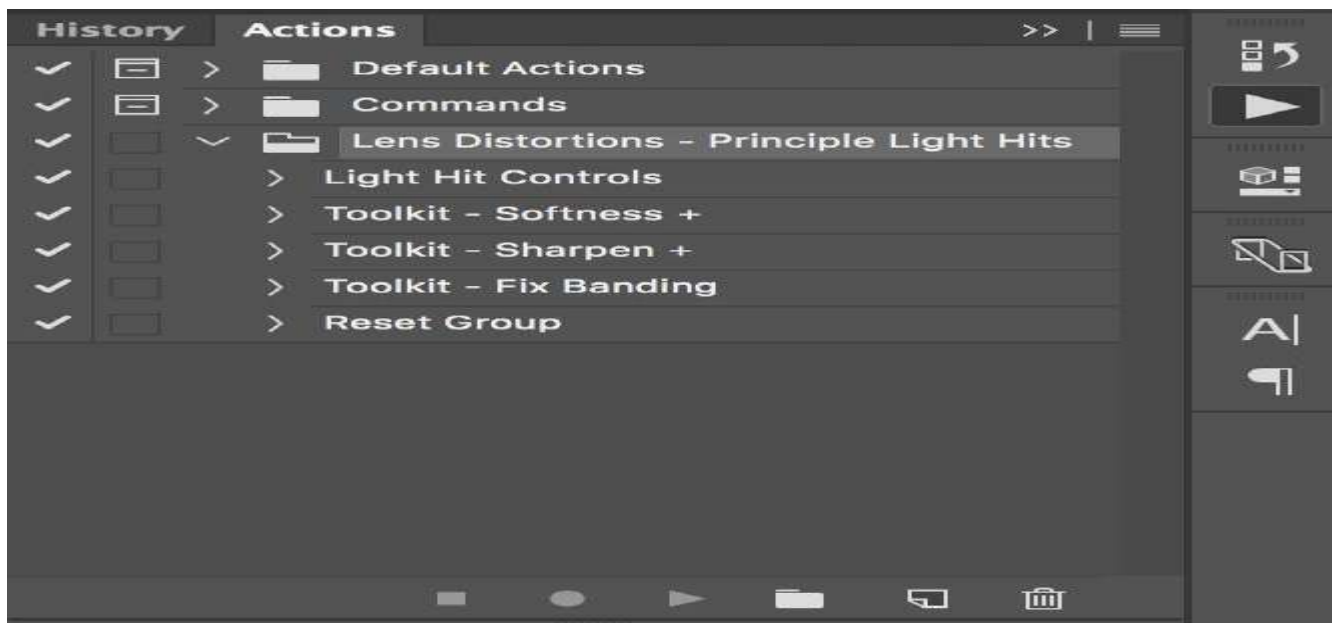 History Actions >> |
Default Actions
Commands
Lens Distortions - Principle Light Hits
Light Hit Controls
Toolkit - Softness +
Toolkit - Sharpen +
Toolkit - Fix Banding
Reset Group
A|
¶